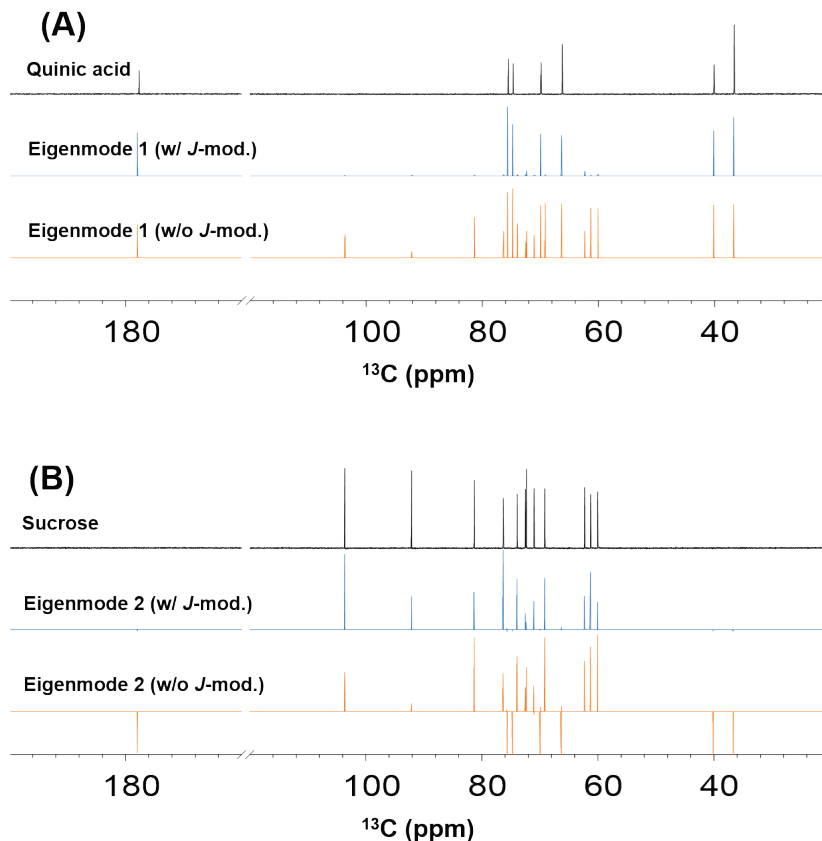 (A)
Quinic acid
Eigenmode 1 (w/ J-mod.)
Eigenmode 1 (w/o J-mod.)
180 100 80 60 40
¹³C (ppm)
(B)
Sucrose
Eigenmode 2 (w/ J-mod.)
Eigenmode 2 (w/o J-mod.)
180 100 80 60 40
¹³C (ppm)